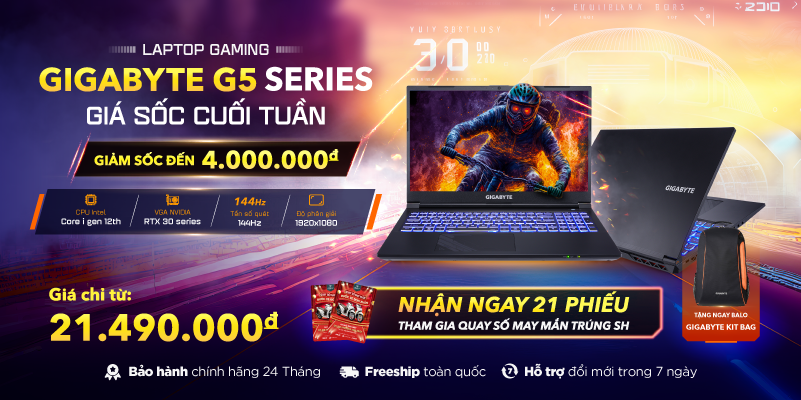 LAPTOP GAMING
GIGABYTE G5 SERIES
GIÁ SỐC CUỐI TUẦN
GIẢM SỐC ĐẾN 4.000.000đ
CPU Intel
Core i gen 12th
VGA NVIDIA
RTX 30 series
144Hz
Tần số quét
144Hz
Độ phân giải
1920x1080
GIGABYTE
GIGABYTE
Giá chỉ từ:
21.490.000đ
NHẬN NGAY 21 PHIẾU
THAM GIA QUAY SỐ MAY MẮN TRÚNG SH
TẶNG NGAY BALO
GIGABYTE KIT BAG
Bảo hành chính hãng 24 Tháng
Freeship toàn quốc
7
Hỗ trợ đổi mới trong 7 ngày